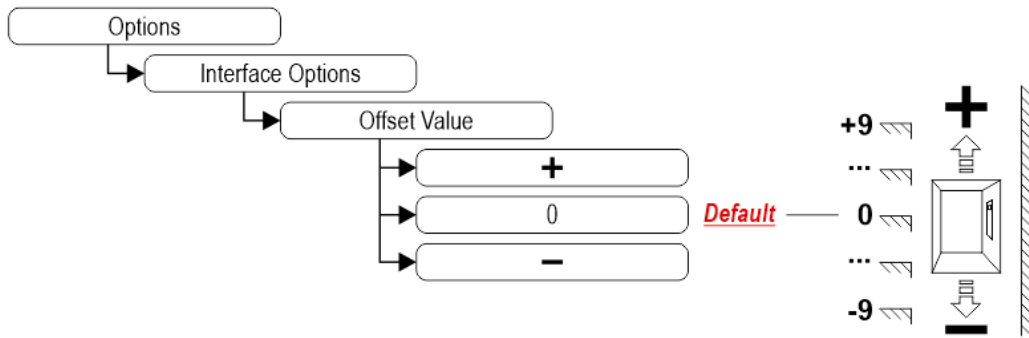 Options
Interface Options
Offset Value
+
0
−
Default
+9
...
0
...
-9
+
−